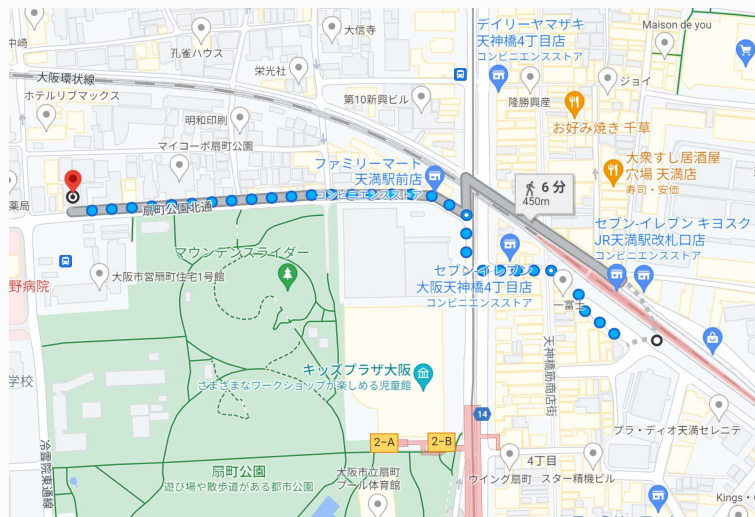 デイリーヤマザキ
天神橋4丁目店
コンビニエンスストア
Maison de you
大信寺
中崎
孔雀ハウス
栄光社
大阪環状線
ホテルリブマックス
第10新興ビル
隆勝興産
ジョイ
お好み焼き 千草
明和印刷
マイコーポ扇町公園
ファミリーマート
天満駅前店
コンビニエンスストア
大衆すし居酒屋
穴場 天満店
寿司・安価
6 分
450m
薬局
扇町公園北通
セブン-イレブン キヨスク
JR天満駅改札口店
コンビニエンスストア
マウンテンスライダー
大阪市営扇町住宅1号館
野病院
セブン-イレブン
大阪天神橋4丁目店
コンビニエンスストア
一富士
天神橋筋商店街
キッズプラザ大阪
さまざまなワークショップが楽しめる児童館
学校
14
プラ・ディオ天満セレニテ
2-A
2-B
冷雲院東通線
扇町公園
遊び場や散歩道がある都市公園
大阪市立扇町
プール体育館
ウイング扇町
4丁目
スター精機ビル